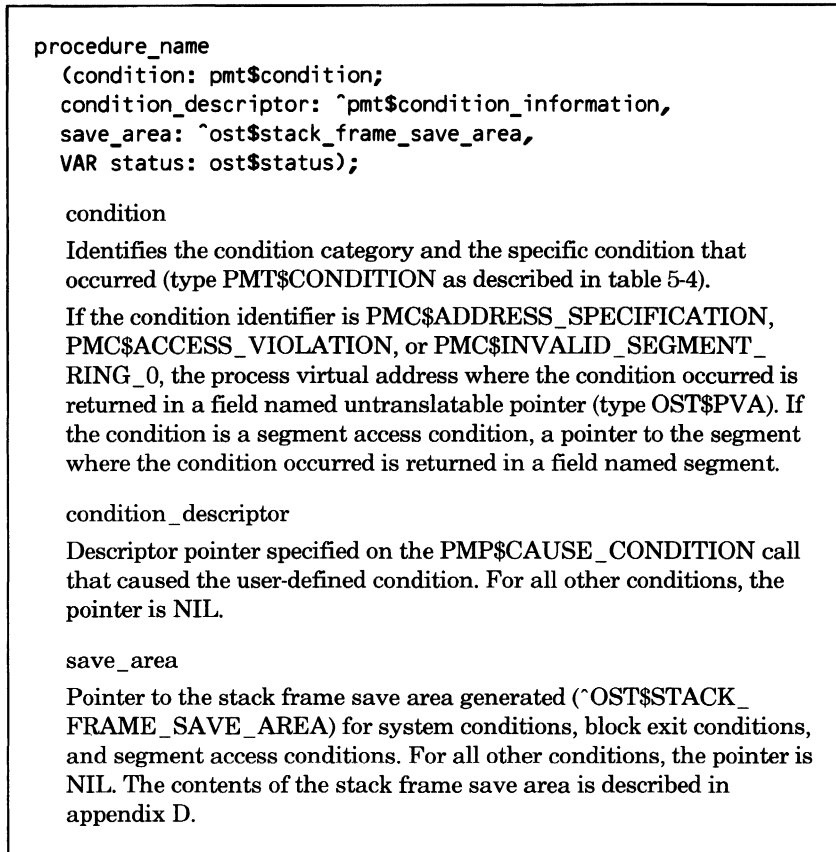 procedure_name
(condition: pmt$condition;
condition_descriptor: ^pmt$condition_information,
save_area: ^ost$stack_frame_save_area,
VAR status: ost$status);
condition
Identifies the condition category and the specific condition that
occurred (type PMT$CONDITION as described in table 5-4).
If the condition identifier is PMC$ADDRESS_SPECIFICATION,
PMC$ACCESS_VIOLATION, or PMC$INVALID_SEGMENT_
RING_0, the process virtual address where the condition occurred is
returned in a field named untranslatable pointer (type OST$PVA). If
the condition is a segment access condition, a pointer to the segment
where the condition occurred is returned in a field named segment.
condition_descriptor
Descriptor pointer specified on the PMP$CAUSE_CONDITION call
that caused the user-defined condition. For all other conditions, the
pointer is NIL.
save_area
Pointer to the stack frame save area generated (^OST$STACK_
FRAME_SAVE_AREA) for system conditions, block exit conditions,
and segment access conditions. For all other conditions, the pointer is
NIL. The contents of the stack frame save area is described in
appendix D.